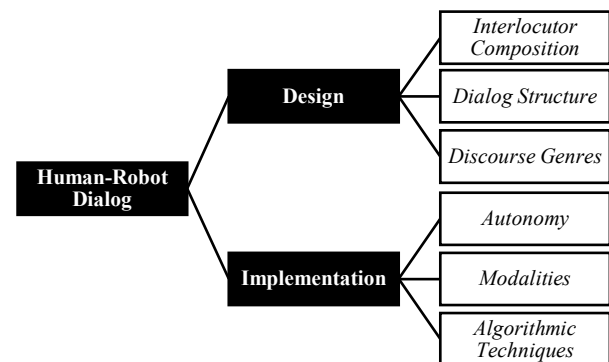 Human-Robot
Dialog
Design
Interlocutor
Composition
Dialog Structure
Discourse Genres
Implementation
Autonomy
Modalities
Algorithmic
Techniques